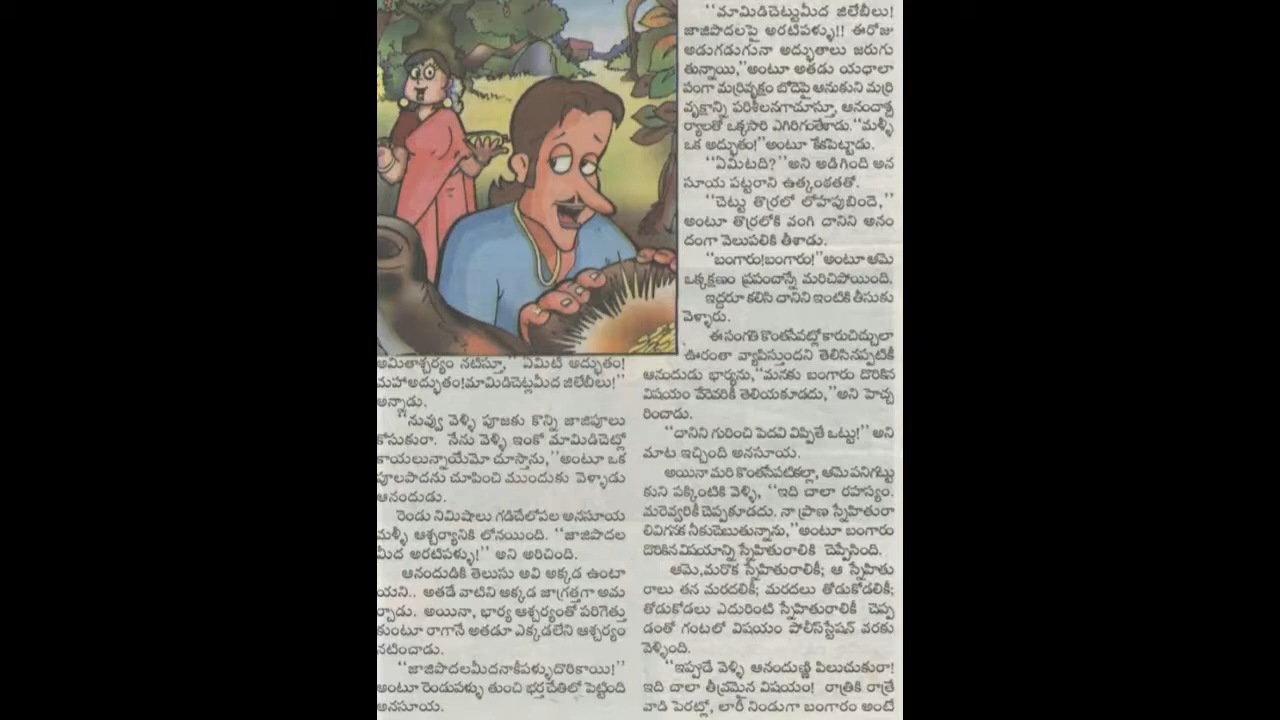 అమితాశ్చర్యం నటిస్తూ, ''ఏమిటీ అద్భుతం!
మహాఅద్భుతం!మామిడిచెట్లమీద జిలేబీలు!''
అన్నాడు.
''నువ్వు వెళ్ళి పూజకు కొన్ని జాజిపూలు
కోసుకురా. నేను వెళ్ళి ఇంకో మామిడిచెట్లో
కాయలున్నాయేమో చూస్తాను,''అంటూ ఒక
పూలపొదను చూపించి ముందుకు వెళ్ళాడు
ఆనందుడు.
రెండు నిమిషాలు గడిచేలోపల అనసూయ
మళ్ళీ ఆశ్చర్యానికి లోనయింది. ''జాజిపొదల
మీద అరటిపళ్ళు!'' అని అరిచింది.
ఆనందుడికి తెలుసు అవి అక్కడ ఉంటా
యని.. అతడే వాటిని అక్కడ జాగ్రత్తగా అమ
ర్చాడు. అయినా, భార్య ఆశ్చర్యంతో పరిగెత్తు
కుంటూ రాగానే అతడూ ఎక్కడలేని ఆశ్చర్యం
నటించాడు.
''జాజిపొదలమీదనాకీపళ్ళుదొరికాయి!''
అంటూ రెండుపళ్ళు తుంచి భర్తచేతిలో పెట్టింది
అనసూయ.
''మామిడిచెట్టుమీద జిలేబీలు!
జాజిపొదలపై అరటిపళ్ళు!! ఈరోజు
అడుగడుగునా అద్భుతాలు జరుగు
తున్నాయి,''అంటూ అతడు యథాలా
పంగా మర్రివృక్షం బోదెపై ఆనుకుని మర్రి
వృక్షాన్ని పరిశీలనగాచూస్తూ, ఆనందాశ్చ
ర్యాలతో ఒక్కసారి ఎగిరిగంతేశాడు.''మళ్ళీ
ఒక అద్భుతం!''అంటూ కేకపెట్టాడు.
''ఏమిటది?''అని అడిగింది అన
సూయ పట్టరాని ఉత్కంఠతతో.
''చెట్టు తొర్రలో లోహపుబిందె,''
అంటూ తొర్రలోకి వంగి దానిని అనం
దంగా వెలుపలికి తీశాడు.
''బంగారం!బంగారం!''అంటూ ఆమె
ఒక్కక్షణం ప్రపంచాన్నే మరిచిపోయింది.
ఇద్దరూ కలిసి దానిని ఇంటికి తీసుకు
వెళ్ళారు.
ఈ సంగతి కొంతసేపట్లో కారుచిచ్చులా
ఊరంతా వ్యాపిస్తుందని తెలిసినప్పటికీ
ఆనందుడు భార్యను,''మనకు బంగారం దొరికిన
విషయం వేరెవరికీ తెలియకూడదు,''అని హెచ్చ
రించాడు.
''దానిని గురించి పెదవి విప్పితే ఒట్టు!'' అని
మాట ఇచ్చింది అనసూయ.
అయినా మరి కొంతసేపటికల్లా, ఆమె పనిగట్టు
కుని పక్కింటికి వెళ్ళి, ''ఇది చాలా రహస్యం.
మరెవ్వరికీ చెప్పకూడదు. నా ప్రాణ స్నేహితురా
లివిగనక నీకుచెబుతున్నాను,''అంటూ బంగారం
దొరికినవిషయాన్ని స్నేహితురాలికి చెప్పేసింది.
ఆమె,మరొక స్నేహితురాలికీ; ఆ స్నేహితు
రాలు తన మరదలికీ; మరదలు తోడుకోడలికీ;
తోడుకోడలు ఎదురింటి స్నేహితురాలికీ చెప్ప
డంతో గంటలో విషయం పోలీస్‌స్టేషన్ వరకు
వెళ్ళింది.
''ఇప్పుడే వెళ్ళి ఆనందుణ్ణి పిలుచుకురా!
ఇది చాలా తీవ్రమైన విషయం! రాత్రికి రాత్రే
వాడి పెరట్లో, లారీ నిండుగా బంగారం అంటే